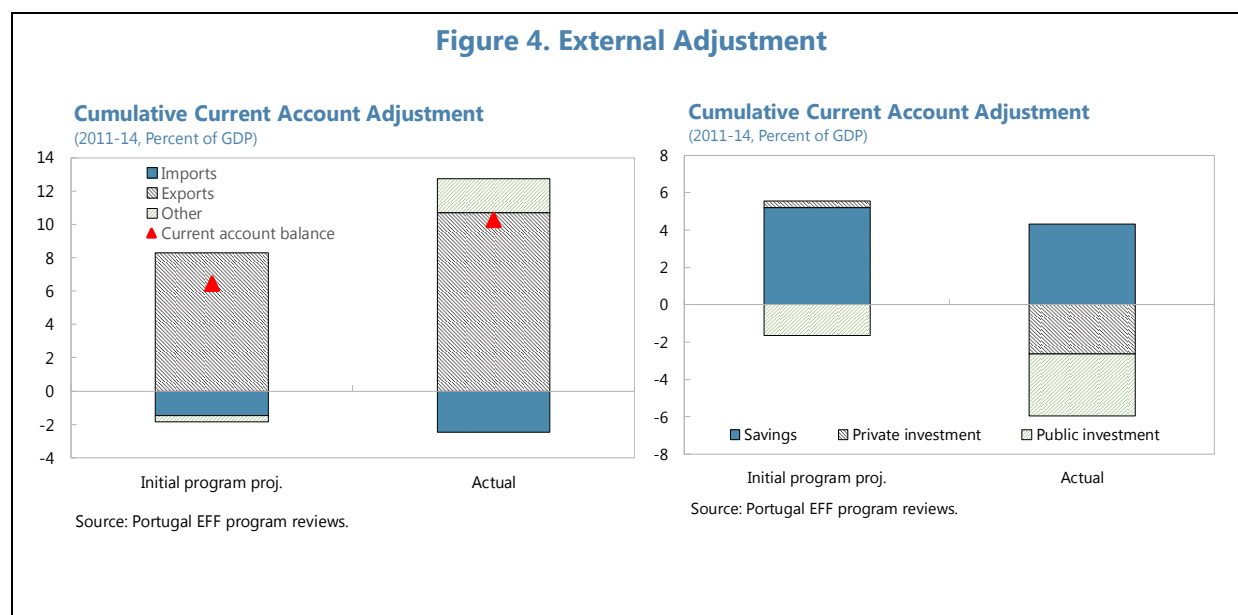 Figure 4. External Adjustment
Cumulative Current Account Adjustment
(2011-14, Percent of GDP)
14
12
10
8
6
4
2
0
-2
-4
Imports
Exports
Other
Current account balance
Initial program proj.
Actual
Source: Portugal EFF program reviews.
Cumulative Current Account Adjustment
(2011-14, Percent of GDP)
8
6
4
2
0
-2
-4
-6
-8
Savings
Private investment
Public investment
Initial program proj.
Actual
Source: Portugal EFF program reviews.